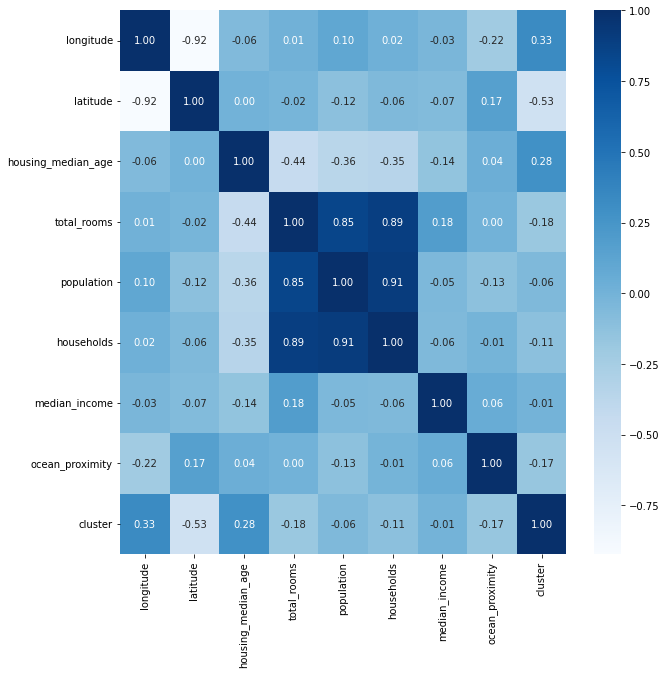 longitude 1.00 -0.92 -0.06 0.01 0.10 0.02 -0.03 -0.22 0.33
latitude -0.92 1.00 0.00 -0.02 -0.12 -0.06 -0.07 0.17 -0.53
housing_median_age -0.06 0.00 1.00 -0.44 -0.36 -0.35 -0.14 0.04 0.28
total_rooms 0.01 -0.02 -0.44 1.00 0.85 0.89 0.18 0.00 -0.18
population 0.10 -0.12 -0.36 0.85 1.00 0.91 -0.05 -0.13 -0.06
households 0.02 -0.06 -0.35 0.89 0.91 1.00 -0.06 -0.01 -0.11
median_income -0.03 -0.07 -0.14 0.18 -0.05 -0.06 1.00 0.06 -0.01
ocean_proximity -0.22 0.17 0.04 0.00 -0.13 -0.01 0.06 1.00 -0.17
cluster 0.33 -0.53 0.28 -0.18 -0.06 -0.11 -0.01 -0.17 1.00
longitude
latitude
housing_median_age
total_rooms
population
households
median_income
ocean_proximity
cluster
1.00
0.75
0.50
0.25
0.00
−0.25
−0.50
−0.75